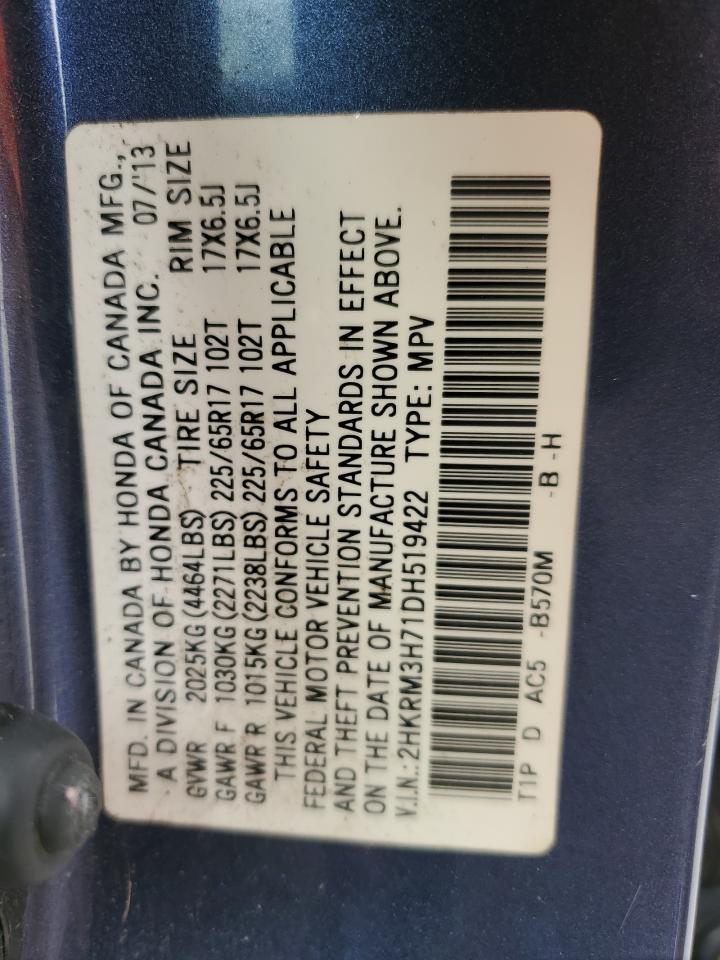 MFD. IN CANADA BY HONDA OF CANADA MFG.,
A DIVISION OF HONDA CANADA INC. 07/'13
GVWR 2025KG (4464LBS) TIRE SIZE RIM SIZE
GAWR F 1030KG (2271LBS) 225/65R17 102T 17X6.5J
GAWR R 1015KG (2238LBS) 225/65R17 102T 17X6.5J
THIS VEHICLE CONFORMS TO ALL APPLICABLE
FEDERAL MOTOR VEHICLE SAFETY
AND THEFT PREVENTION STANDARDS IN EFFECT
ON THE DATE OF MANUFACTURE SHOWN ABOVE.
V.I.N.: 2HKRM3H71DH519422 TYPE: MPV
T1P D AC5 -B570M -B -H